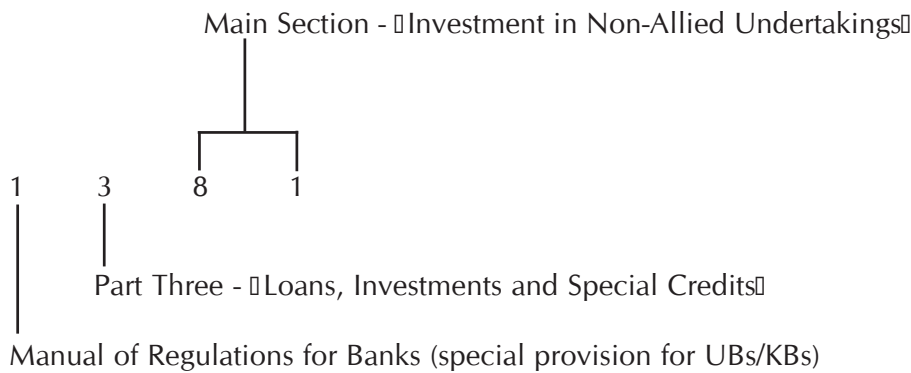 Main Section - ▯Investment in Non-Allied Undertakings▯
1 3 8 1
Part Three - ▯Loans, Investments and Special Credits▯
Manual of Regulations for Banks (special provision for UBs/KBs)